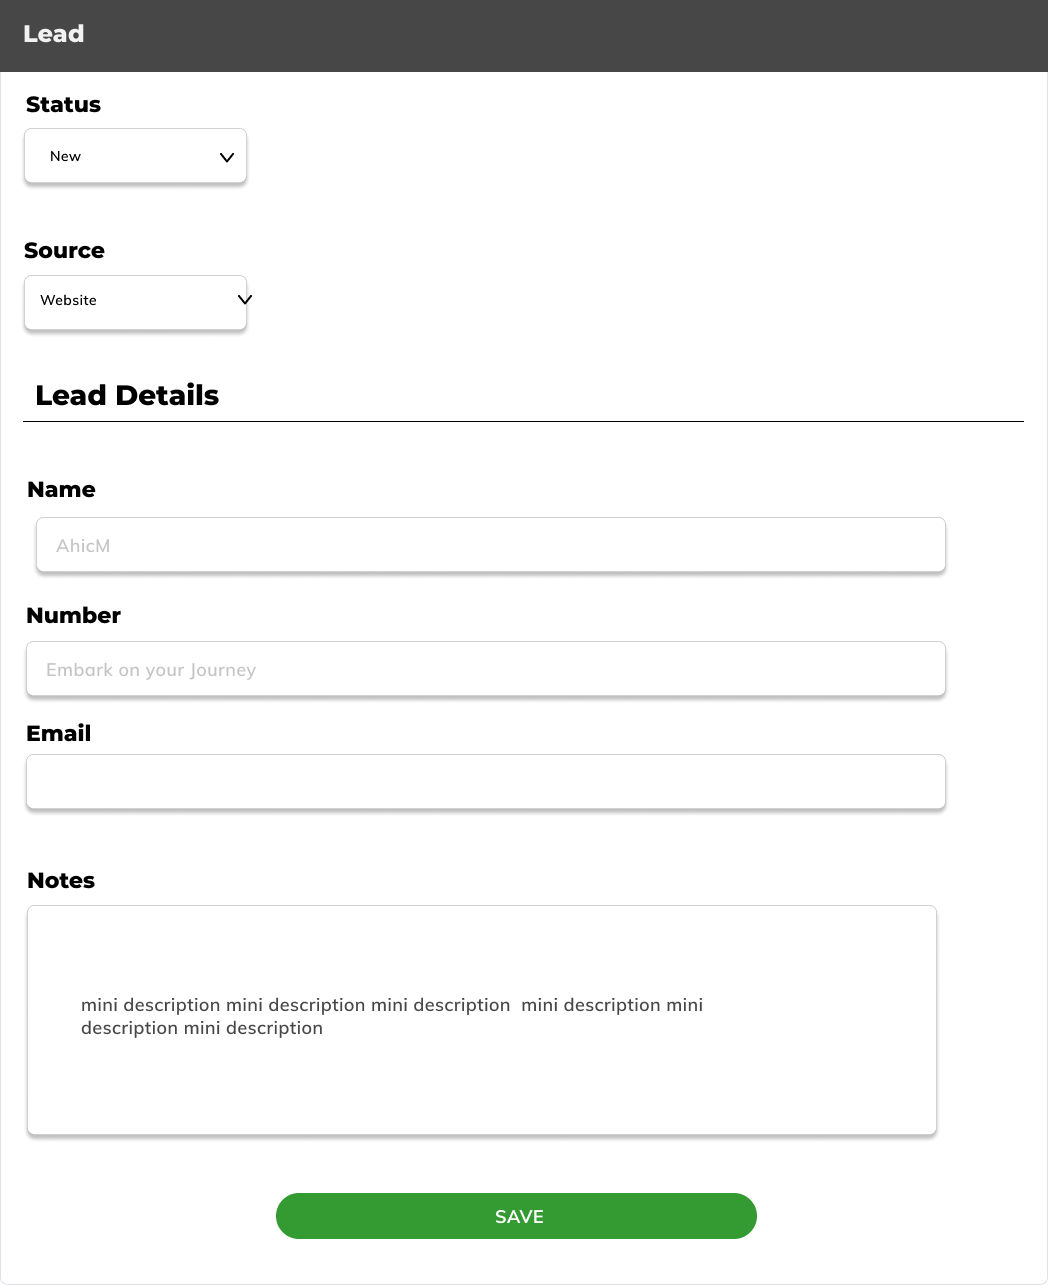 Lead
Status
New
Source
Website
Lead Details
Name
AhicM
Number
Embark on your Journey
Email
Notes
mini description mini description mini description  mini description mini
description mini description
SAVE